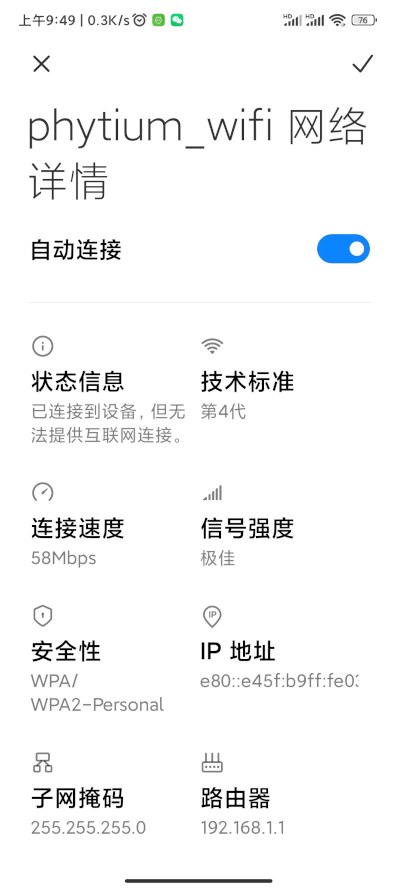 上午9:49 | 0.3K/s
HD HD 76
phytium_wifi 网络
详情
自动连接
状态信息
已连接到设备，但无
法提供互联网连接。
技术标准
第4代
连接速度
58Mbps
信号强度
极佳
安全性
WPA/
WPA2-Personal
IP
IP 地址
e80::e45f:b9ff:fe03
子网掩码
255.255.255.0
路由器
192.168.1.1